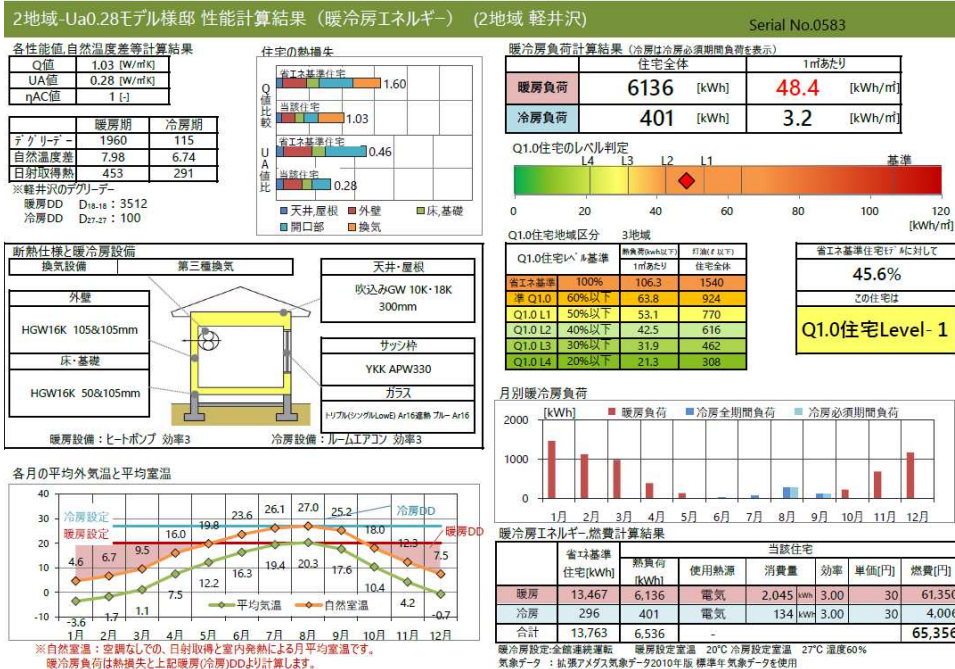 2地域-Ua0.28モデル様邸 性能計算結果（暖冷房エネルギー） (2地域 軽井沢)
Serial No.0583
各性能値,自然温度差等計算結果
Q値 1.03 [W/㎡K]
UA値 0.28 [W/㎡K]
ηAC値 1 [-]
暖房期 冷房期
デグリーデー 1960 115
自然温度差 7.98 6.74
日射取得熱 453 291
※軽井沢のデグリーデー
暖房DD D18-18：3512
冷房DD D27-27：100
住宅の熱損失
Q値比較
省エネ基準住宅
1.60
当該住宅
1.03
UA値比
省エネ基準住宅
0.46
当該住宅
0.28
天井,屋根 外壁 床,基礎
開口部 換気
暖冷房負荷計算結果（冷房は冷房必須期間負荷を表示）
住宅全体 1㎡あたり
暖房負荷 6136 [kWh] 48.4 [kWh/㎡]
冷房負荷 401 [kWh] 3.2 [kWh/㎡]
Q1.0住宅のレベル判定
L4 L3 L2 L1 基準
0 20 40 60 80 100 120
[kWh/㎡]
Q1.0住宅地域区分 3地域
Q1.0住宅レベル基準 熱負荷(kwh以下) 灯油(ℓ以下)
1㎡あたり 住宅全体
省エネ基準 100% 106.3 1540
準 Q1.0 60%以下 63.8 924
Q1.0 L1 50%以下 53.1 770
Q1.0 L2 40%以下 42.5 616
Q1.0 L3 30%以下 31.9 462
Q1.0 L4 20%以下 21.3 308
省エネ基準住宅モデルに対して
45.6%
この住宅は
Q1.0住宅Level- 1
断熱仕様と暖冷房設備
換気設備 第三種換気
外壁
HGW16K 105&105mm
床・基礎
HGW16K 50&105mm
天井・屋根
吹込みGW 10K・18K
300mm
サッシ枠
YKK APW330
ガラス
トリプル(シングルLowE) Ar16遮熱 ブルー Ar16
暖房設備：ヒートポンプ 効率3 冷房設備：ルームエアコン 効率3
月別暖冷房負荷
[kWh] 暖房負荷 冷房全期間負荷 冷房必須期間負荷
2000
1000
0
1月 2月 3月 4月 5月 6月 7月 8月 9月 10月 11月 12月
各月の平均外気温と平均室温
40
30
20
10
0
-10
冷房設定
暖房設定
冷房DD
暖房DD
4.6 6.7 9.5 16.0 19.8 23.6 26.1 27.0 25.2 18.0 12.3 7.5
-3.6 -1.7 1.1 7.5 12.2 16.3 19.4 20.3 17.6 10.4 4.2 -0.7
平均気温 自然室温
1月 2月 3月 4月 5月 6月 7月 8月 9月 10月 11月 12月
※自然室温：空調なしでの、日射取得と室内発熱による月平均室温です。
暖冷房負荷は熱損失と上記暖房(冷房)DDより計算します。
暖冷房エネルギー,燃費計算結果
省エネ基準住宅[kWh] 当該住宅
熱負荷[kWh] 使用熱源 消費量 効率 単価[円] 燃費[円]
暖房 13,467 6,136 電気 2,045 kWh 3.00 30 61,350
冷房 296 401 電気 134 kWh 3.00 30 4,006
合計 13,763 6,536 - 65,356
暖冷房設定:全館連続運転 暖房設定室温 20℃ 冷房設定室温 27℃ 湿度60%
気象データ ：拡張アメダス気象データ2010年版 標準年気象データを使用